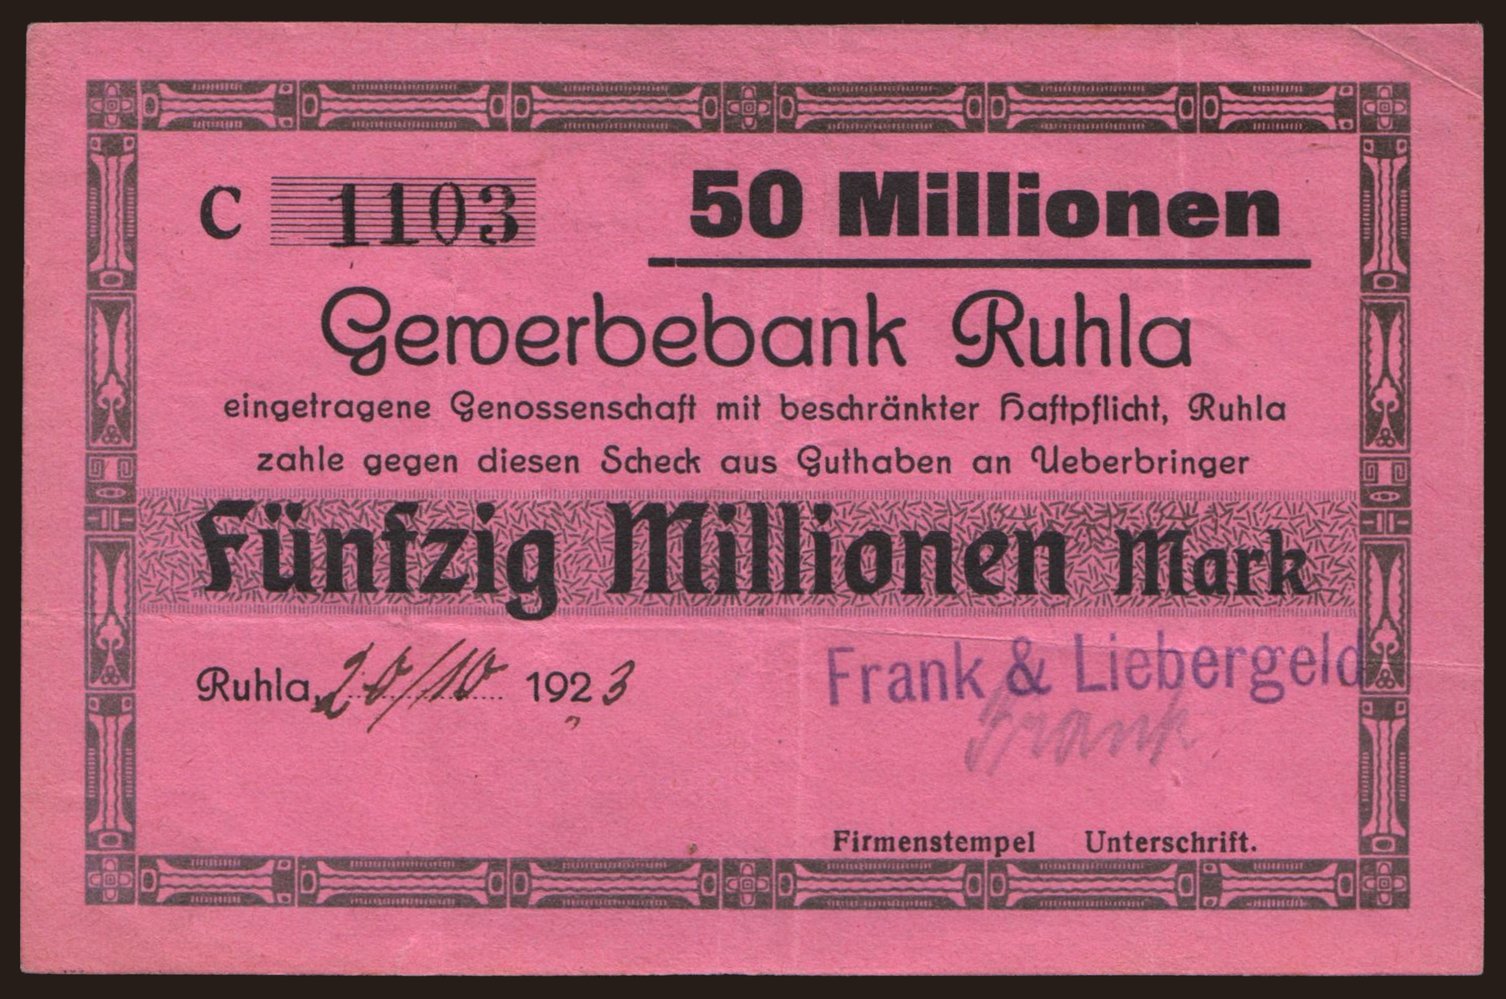 C 1103 50 Millionen
Gewerbebank Ruhla
eingetragene Genossenschaft mit beschränkter Haftpflicht, Ruhla
zahle gegen diesen Scheck aus Guthaben an Ueberbringer
Fünfzig Millionen Mark
Ruhla, 20/10 1923
Frank & Liebergeld
Frank
Firmenstempel Unterschrift.